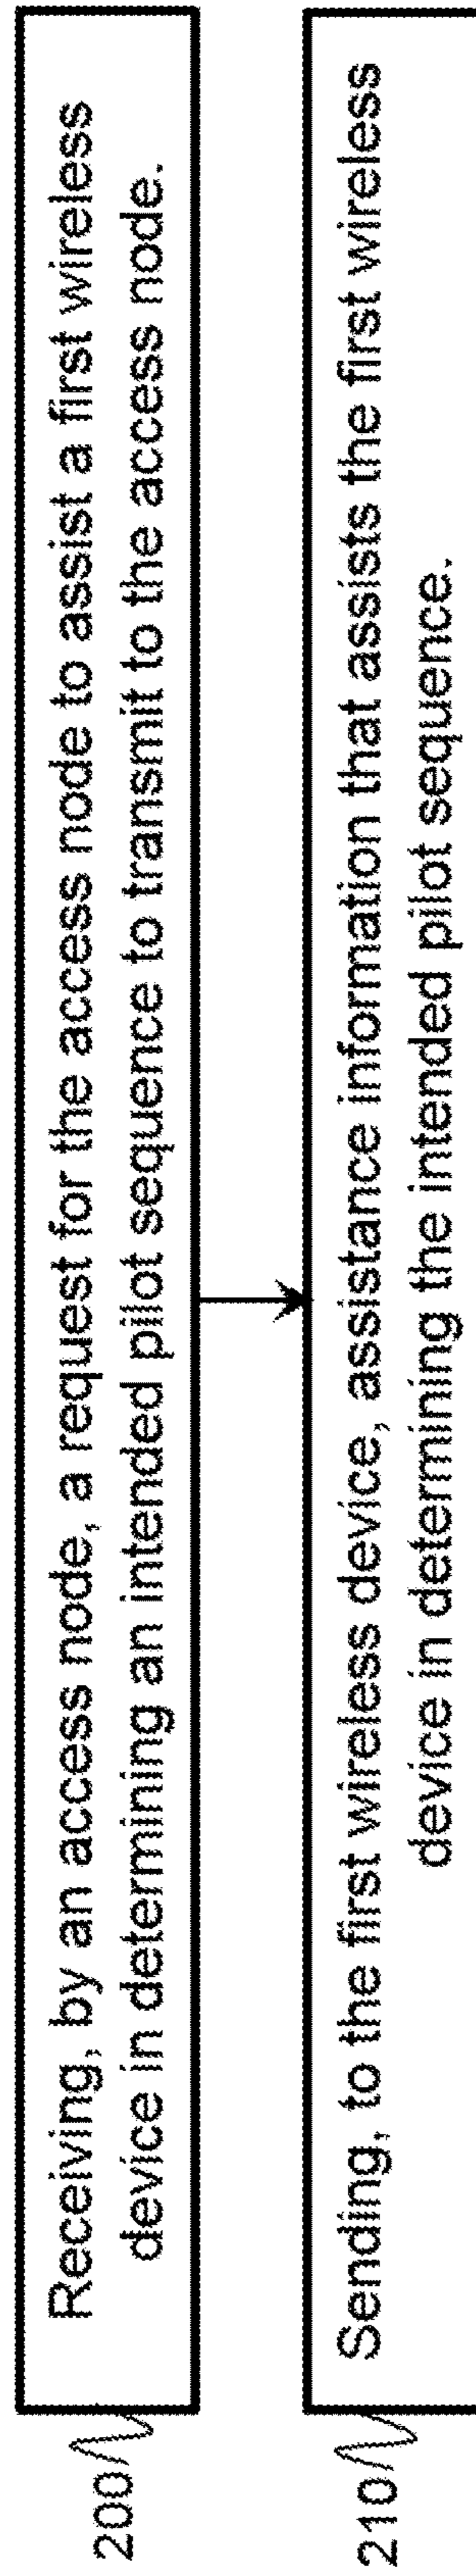 200
Receiving, by an access node, a request for the access node to assist a first wireless
device in determining an intended pilot sequence to transmit to the access node.
210
Sending, to the first wireless device, assistance information that assists the first wireless
device in determining the intended pilot sequence.